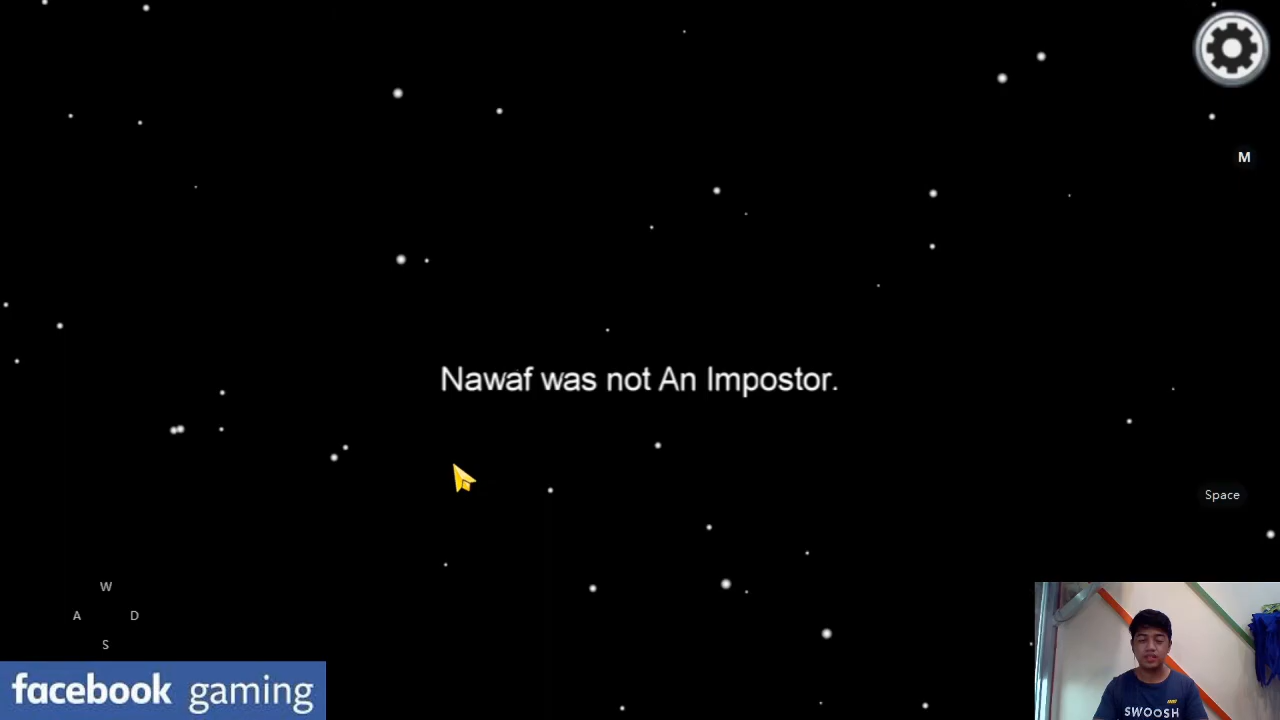 M
Nawaf was not An Impostor.
Space
W
A D
S
facebook gaming
SWOOSH